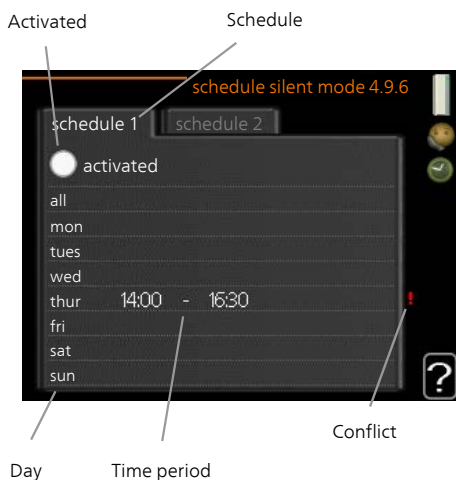 Activated
Schedule
schedule silent mode 4.9.6
schedule 1
schedule 2
activated
all
mon
tues
wed
thur 14:00 - 16:30
!
fri
sat
sun
?
Conflict
Day
Time period